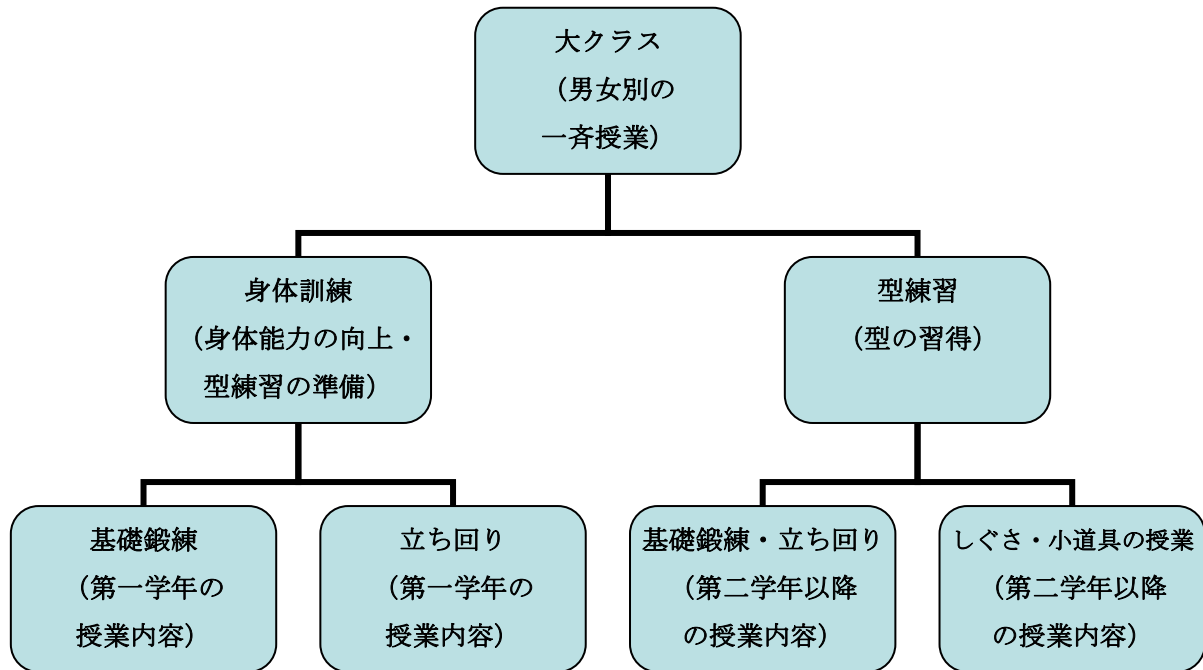 大クラス
（男女別の
一斉授業）
身体訓練
（身体能力の向上・
型練習の準備）
型練習
（型の習得）
基礎鍛練
（第一学年の
授業内容）
立ち回り
（第一学年の
授業内容）
基礎鍛練・立ち回り
（第二学年以降
の授業内容）
しぐさ・小道具の授業
（第二学年以降
の授業内容）